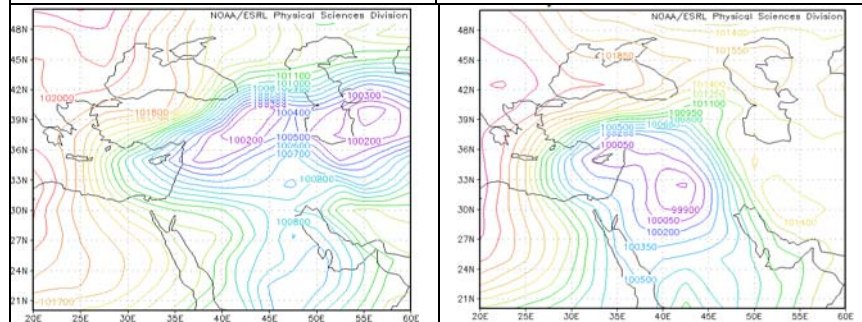 NOAA/ESRL Physical Sciences Division
48N
45N
42N
39N
36N
33N
30N
27N
24N
21N
102000
101800
101100
100300
100400
100200
100500
100200
100700
100800
100800
101700
20E
25E
30E
35E
40E
45E
50E
55E
60E
NOAA/ESRL Physical Sciences Division
48N
45N
42N
39N
36N
33N
30N
27N
24N
21N
101400
101550
101850
101100
100950
100500
100650
100050
99900
100050
100200
100350
100500
101400
20E
25E
30E
35E
40E
45E
50E
55E
60E